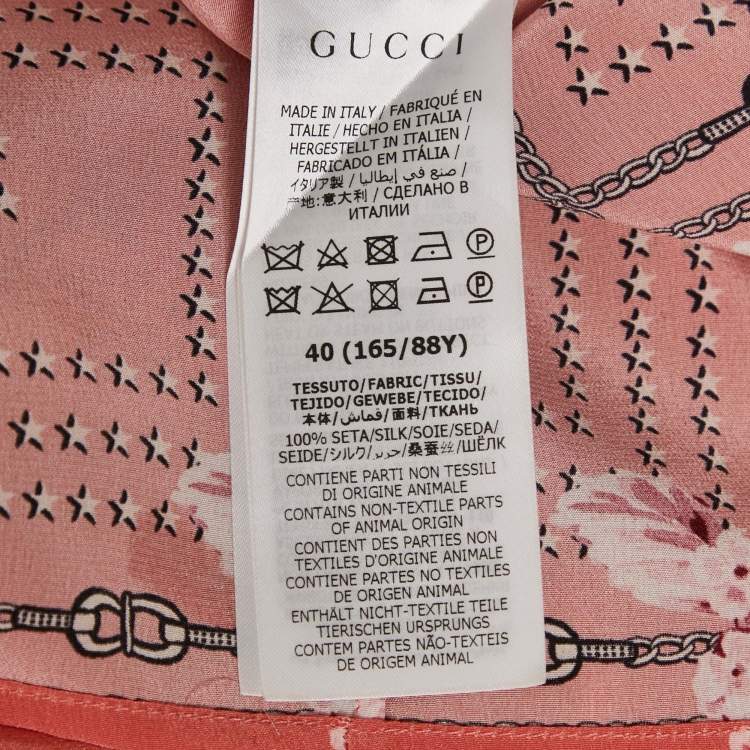 GUCCI
MADE IN ITALY / FABRIQUÉ EN
ITALIE / HECHO EN ITALIA /
HERGESTELLT IN ITALIEN /
FABRICADO EM ITÁLIA /
イタリア製 / صنع في إيطاليا /
产地:意大利 / СДЕЛАНО В
ИТАЛИИ
P
P
40 (165/88Y)
TESSUTO/FABRIC/TISSU/
TEJIDO/GEWEBE/TECIDO/
本体/قماش/面料/ТКАНЬ
100% SETA/SILK/SOIE/SEDA/
SEIDE/シルク/حرير/桑蚕丝/ШЁЛК
CONTIENE PARTI NON TESSILI
DI ORIGINE ANIMALE
CONTAINS NON-TEXTILE PARTS
OF ANIMAL ORIGIN
CONTIENT DES PARTIES NON
TEXTILES D'ORIGINE ANIMALE
CONTIENE PARTES NO TEXTILES
DE ORIGEN ANIMAL
ENTHÄLT NICHT-TEXTILE TEILE
TIERISCHEN URSPRUNGS
CONTEM PARTES NÃO-TEXTEIS
DE ORIGEM ANIMAL